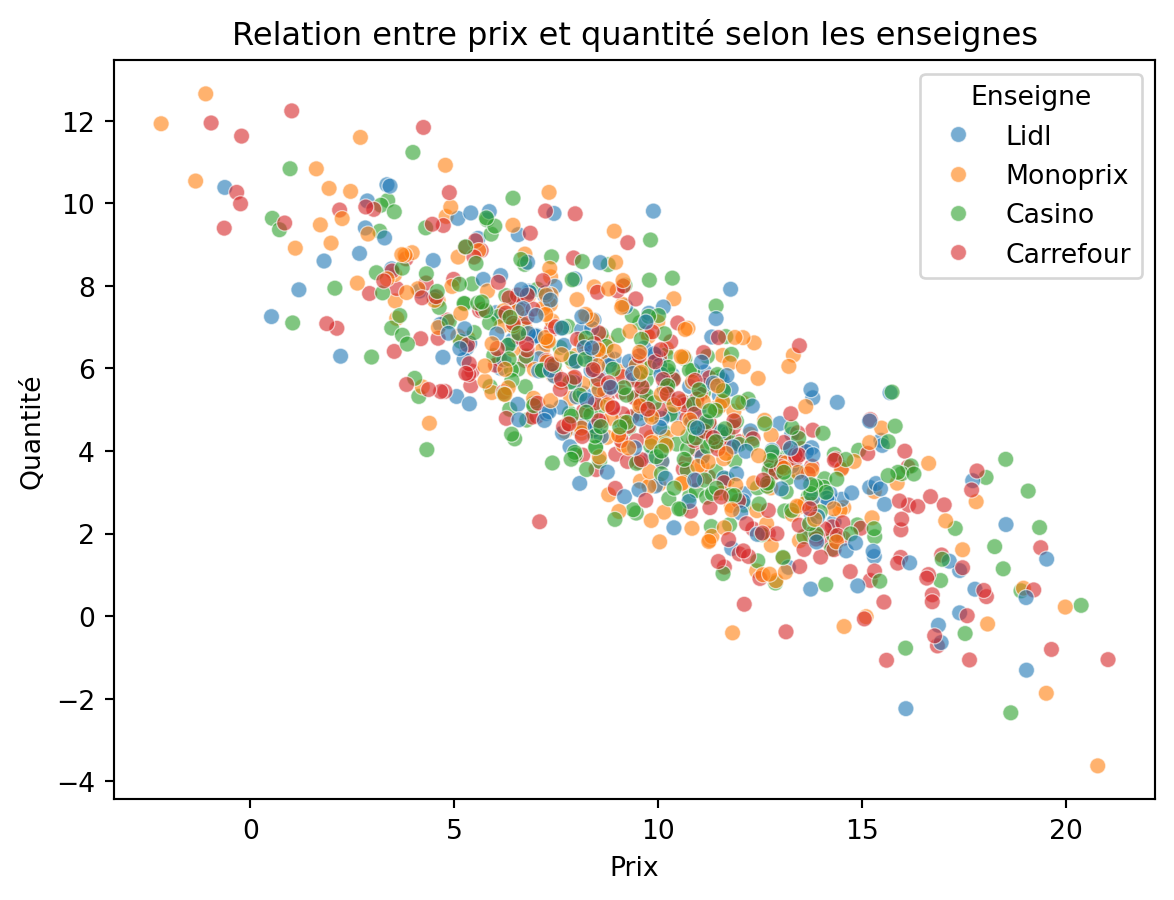 Relation entre prix et quantité selon les enseignes
Enseigne
Lidl
Monoprix
Casino
Carrefour
Quantité
12
10
8
6
4
2
0
−2
−4
0 5 10 15 20
Prix